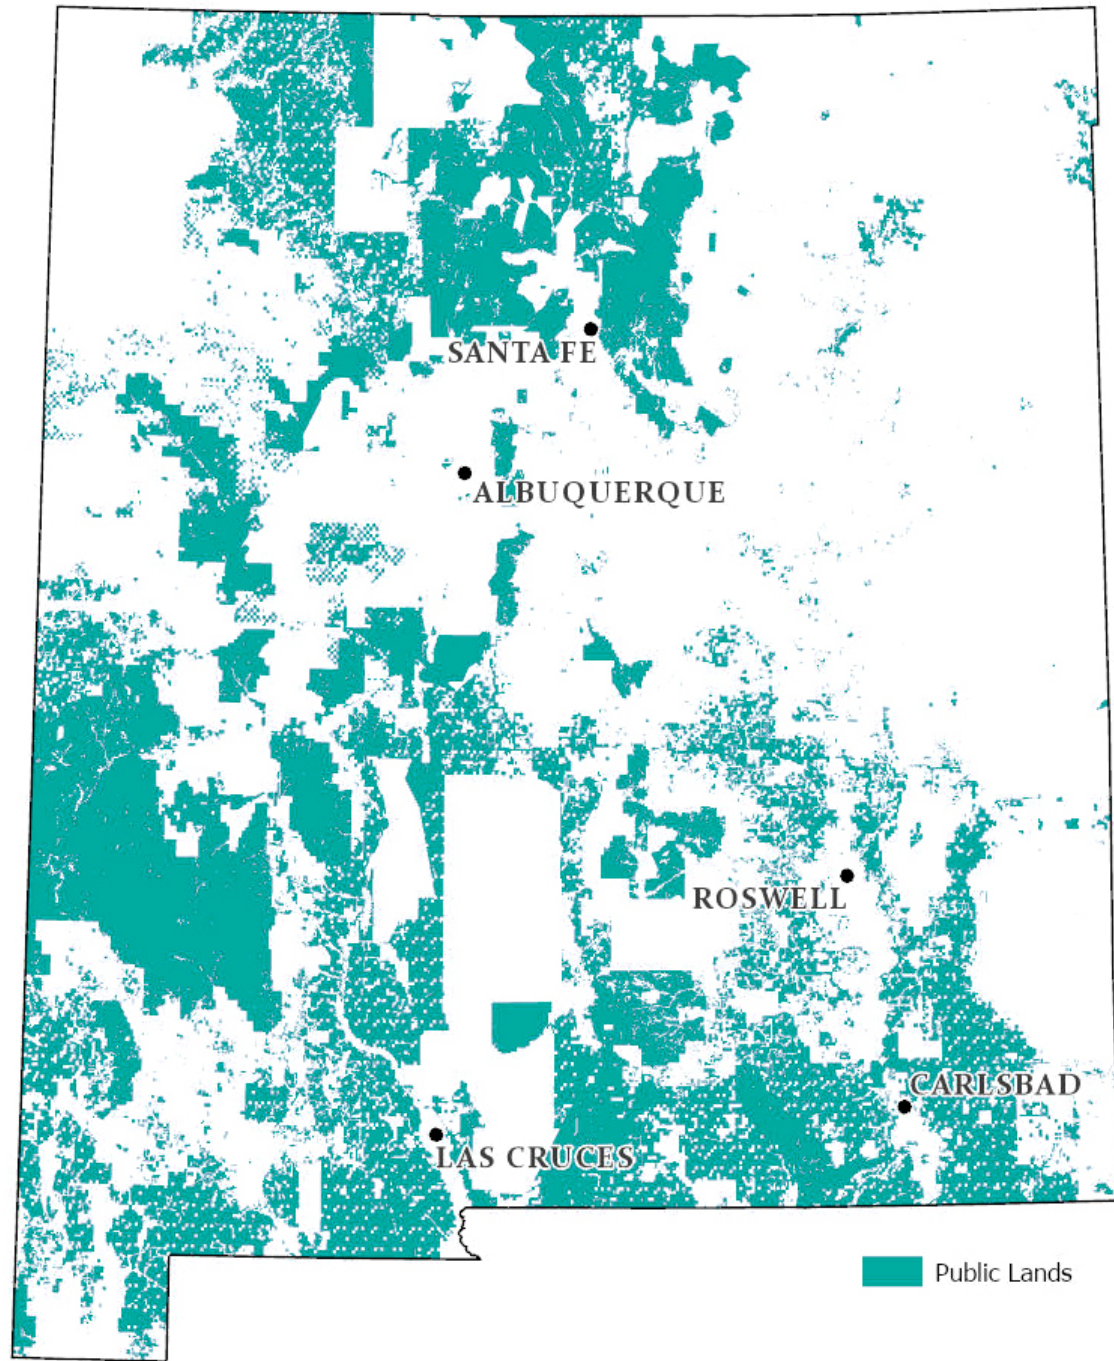 SANTA FE
ALBUQUERQUE
ROSWELL
CARLSBAD
LAS CRUCES
Public Lands